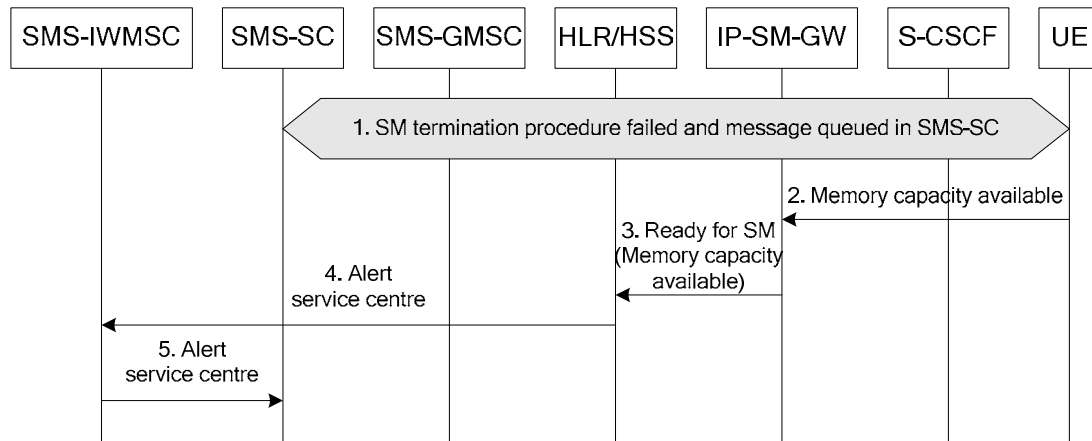 SMS-IWMSC
SMS-SC
SMS-GMSC
HLR/HSS
IP-SM-GW
S-CSCF
UE
1. SM termination procedure failed and message queued in SMS-SC
2. Memory capacity available
3. Ready for SM
(Memory capacity
available)
4. Alert
service centre
5. Alert
service centre